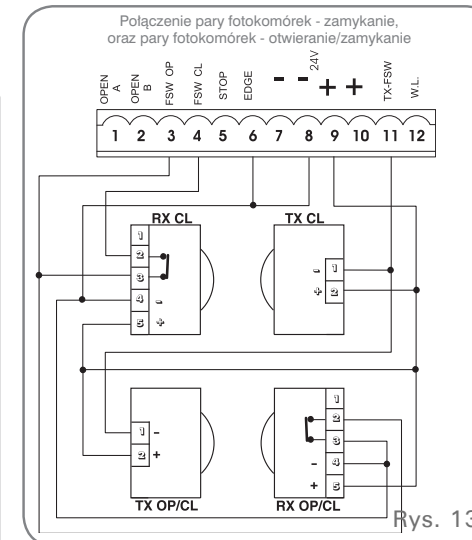 Połączenie pary fotokomórek - zamykanie,
oraz pary fotokomórek - otwieranie/zamykanie
OPEN A
OPEN B
FSW OP
FSW CL
STOP
EDGE
-
-
24V
+
+
TX-FSW
W.L.
1 2 3 4 5 6 7 8 9 10 11 12
RX CL
TX CL
1
2
3
4 -
5 +
- 1
+ 2
1 -
2 +
1
2
3
- 4
+ 5
TX OP/CL
RX OP/CL
Rys. 13